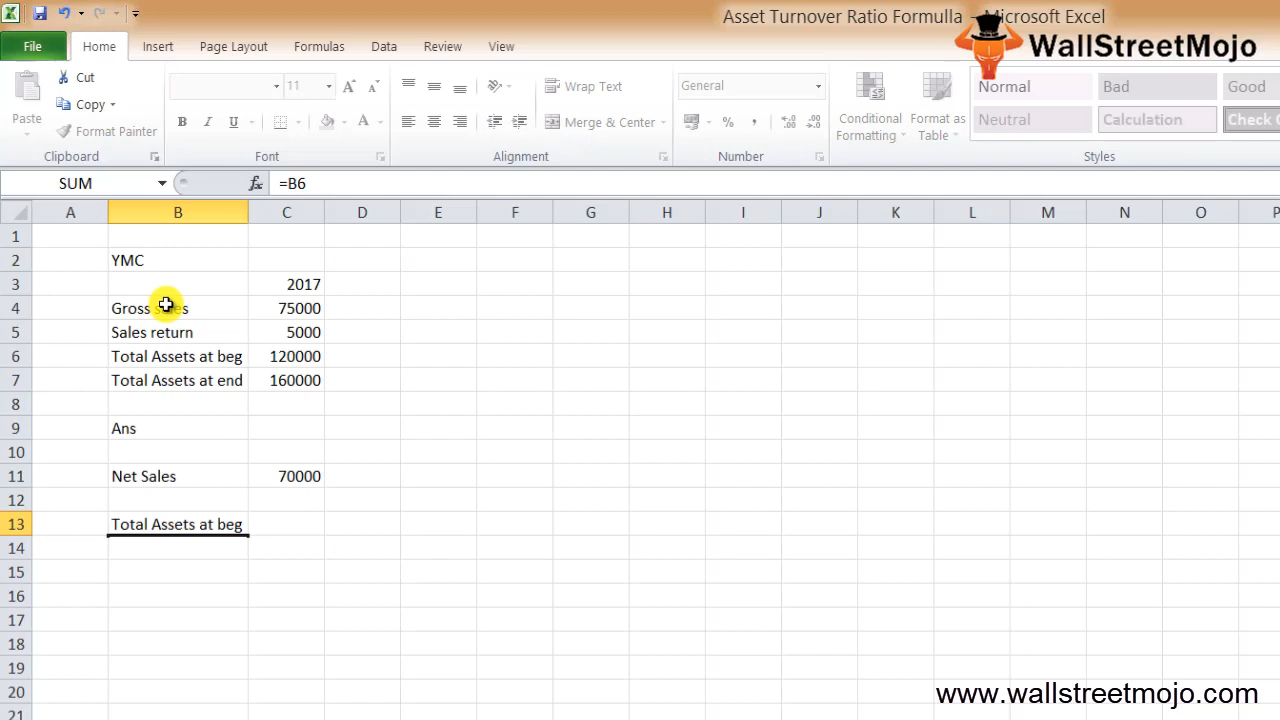 Asset Turnover Ratio Formulla - Microsoft Excel
WallStreetMojo
File Home Insert Page Layout Formulas Data Review View
Paste
Cut
Copy
Format Painter
Clipboard
11
A A
B I U A
Font
Wrap Text
Merge & Center
Alignment
General
% ,
Number
Conditional Formatting
Format as Table
Normal Bad Good
Neutral Calculation Check C
Styles
SUM fx =B6
A B C D E F G H I J K L M N O P
1
2 YMC
3 2017
4 Gross sales 75000
5 Sales return 5000
6 Total Assets at beg 120000
7 Total Assets at end 160000
8
9 Ans
10
11 Net Sales 70000
12
13 Total Assets at beg
14
15
16
17
18
19
20
21
www.wallstreetmojo.com